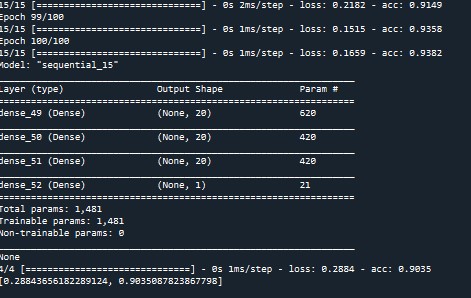 15/15 [==============================] - 0s 2ms/step - loss: 0.2182 - acc: 0.9149
Epoch 99/100
15/15 [==============================] - 0s 1ms/step - loss: 0.1515 - acc: 0.9358
Epoch 100/100
15/15 [==============================] - 0s 1ms/step - loss: 0.1659 - acc: 0.9382
Model: "sequential_15"
_________________________________________________________________
Layer (type) Output Shape Param #
=================================================================
dense_49 (Dense) (None, 20) 620
_________________________________________________________________
dense_50 (Dense) (None, 20) 420
_________________________________________________________________
dense_51 (Dense) (None, 20) 420
_________________________________________________________________
dense_52 (Dense) (None, 1) 21
=================================================================
Total params: 1,481
Trainable params: 1,481
Non-trainable params: 0
_________________________________________________________________
None
4/4 [==============================] - 0s 1ms/step - loss: 0.2884 - acc: 0.9035
[0.28843656182289124, 0.9035087823867798]